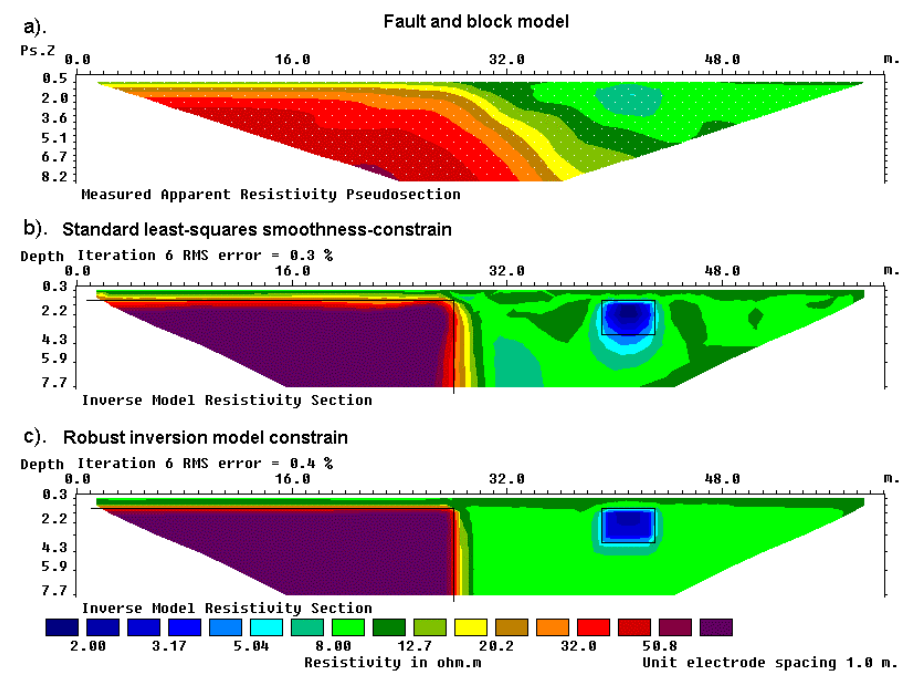 Fault and block model
a).
Ps.Z 0.0 16.0 32.0 48.0 m.
0.5
2.0
3.6
5.1
6.7
8.2
Measured Apparent Resistivity Pseudosection
b). Standard least-squares smoothness-constrain
Depth Iteration 6 RMS error = 0.3 %
0.0 16.0 32.0 48.0 m.
0.3
2.2
4.3
5.9
7.7
Inverse Model Resistivity Section
c). Robust inversion model constrain
Depth Iteration 6 RMS error = 0.4 %
0.0 16.0 32.0 48.0 m.
0.3
2.2
4.3
5.9
7.7
Inverse Model Resistivity Section
2.00 3.17 5.04 8.00 12.7 20.2 32.0 50.8
Resistivity in ohm.m Unit electrode spacing 1.0 m.